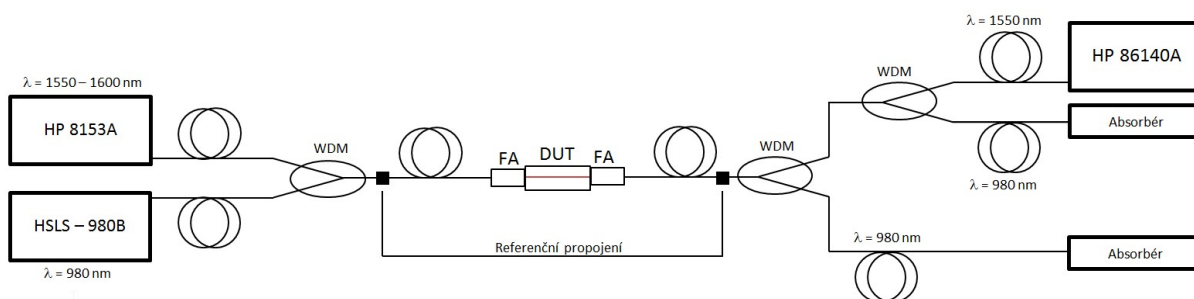 λ = 1550 nm
HP 86140A
WDM
λ = 1550 – 1600 nm
HP 8153A
Absorbér
WDM
FA
DUT
FA
WDM
λ = 980 nm
HSLS – 980B
Referenční propojení
λ = 980 nm
Absorbér
λ = 980 nm